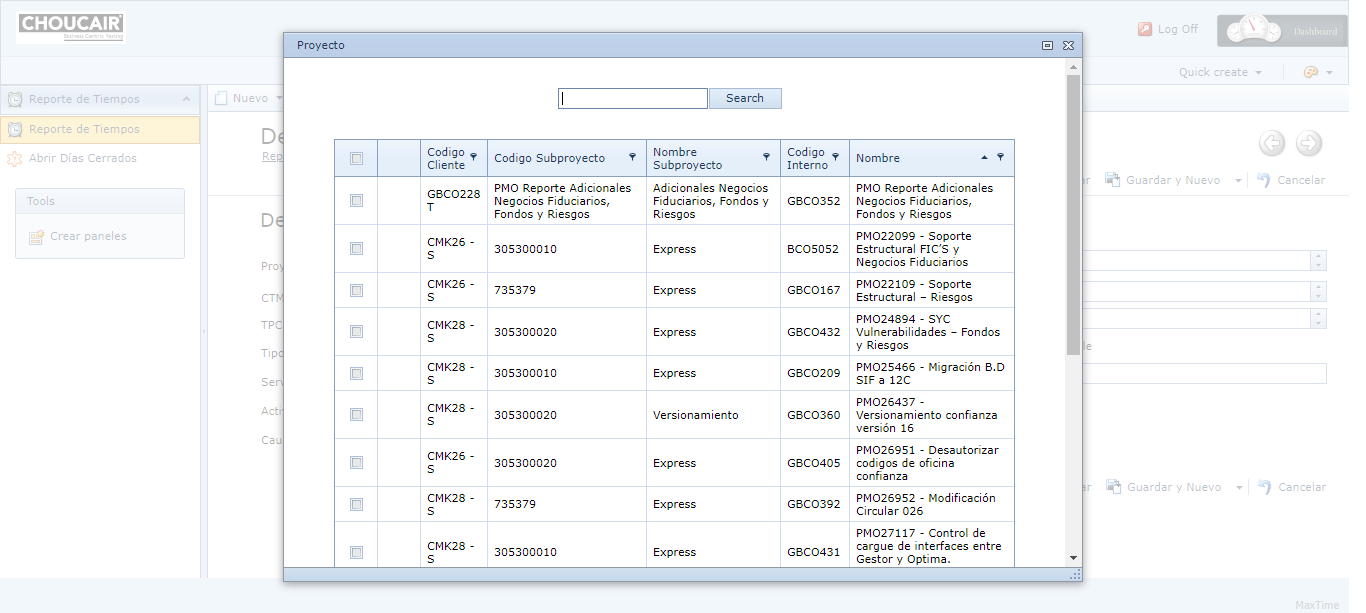 CHOUCAIR
Business Centric Testing
Log Off
Dashboard
Quick create
Proyecto
Reporte de Tiempos
Reporte de Tiempos
Abrir Días Cerrados
Tools
Crear paneles
Nuevo
De
Rep
Guardar y Nuevo
Cancelar
De
Proy
CTM
TPC
Tipo
Serv
Acti
Cau
ar
le
ar
Guardar y Nuevo
Cancelar
Search
Codigo
Cliente
Codigo Subproyecto
Nombre
Subproyecto
Codigo
Interno
Nombre
GBCO228
T
PMO Reporte Adicionales
Negocios Fiduciarios,
Fondos y Riesgos
Adicionales Negocios
Fiduciarios, Fondos y
Riesgos
GBCO352
PMO Reporte Adicionales
Negocios Fiduciarios,
Fondos y Riesgos
CMK26 -
S
305300010
Express
BCO5052
PMO22099 - Soporte
Estructural FIC'S y
Negocios Fiduciarios
CMK26 -
S
735379
Express
GBCO167
PMO22109 - Soporte
Estructural – Riesgos
CMK28 -
S
305300020
Express
GBCO432
PMO24894 - SYC
Vulnerabilidades – Fondos
y Riesgos
CMK28 -
S
305300010
Express
GBCO209
PMO25466 - Migración B.D
SIF a 12C
CMK28 -
S
305300020
Versionamiento
GBCO360
PMO26437 -
Versionamiento confianza
versión 16
CMK26 -
S
305300020
Express
GBCO405
PMO26951 - Desautorizar
codigos de oficina
confianza
CMK28 -
S
735379
Express
GBCO392
PMO26952 - Modificación
Circular 026
CMK28 -
S
305300010
Express
GBCO431
PMO27117 - Control de
cargue de interfaces entre
Gestor y Optima.
MaxTime